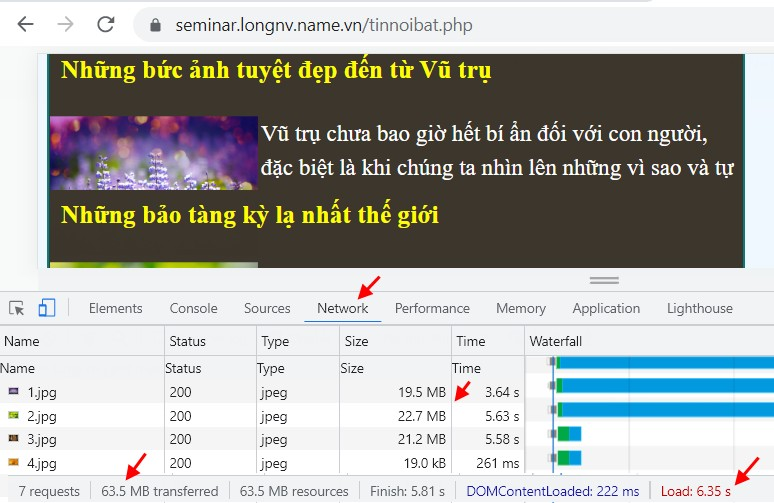 seminar.longnv.name.vn/tinnoibat.php
Những bức ảnh tuyệt đẹp đến từ Vũ trụ
Vũ trụ chưa bao giờ hết bí ẩn đối với con người,
đặc biệt là khi chúng ta nhìn lên những vì sao và tự
Những bảo tàng kỳ lạ nhất thế giới
Elements Console Sources Network Performance Memory Application Lighthouse
Name Status Type Size Time Waterfall
Name Status Type Size Time
1.jpg 200 jpeg 19.5 MB 3.64 s
2.jpg 200 jpeg 22.7 MB 5.63 s
3.jpg 200 jpeg 21.2 MB 5.58 s
4.jpg 200 jpeg 19.0 kB 261 ms
7 requests 63.5 MB transferred 63.5 MB resources Finish: 5.81 s DOMContentLoaded: 222 ms Load: 6.35 s